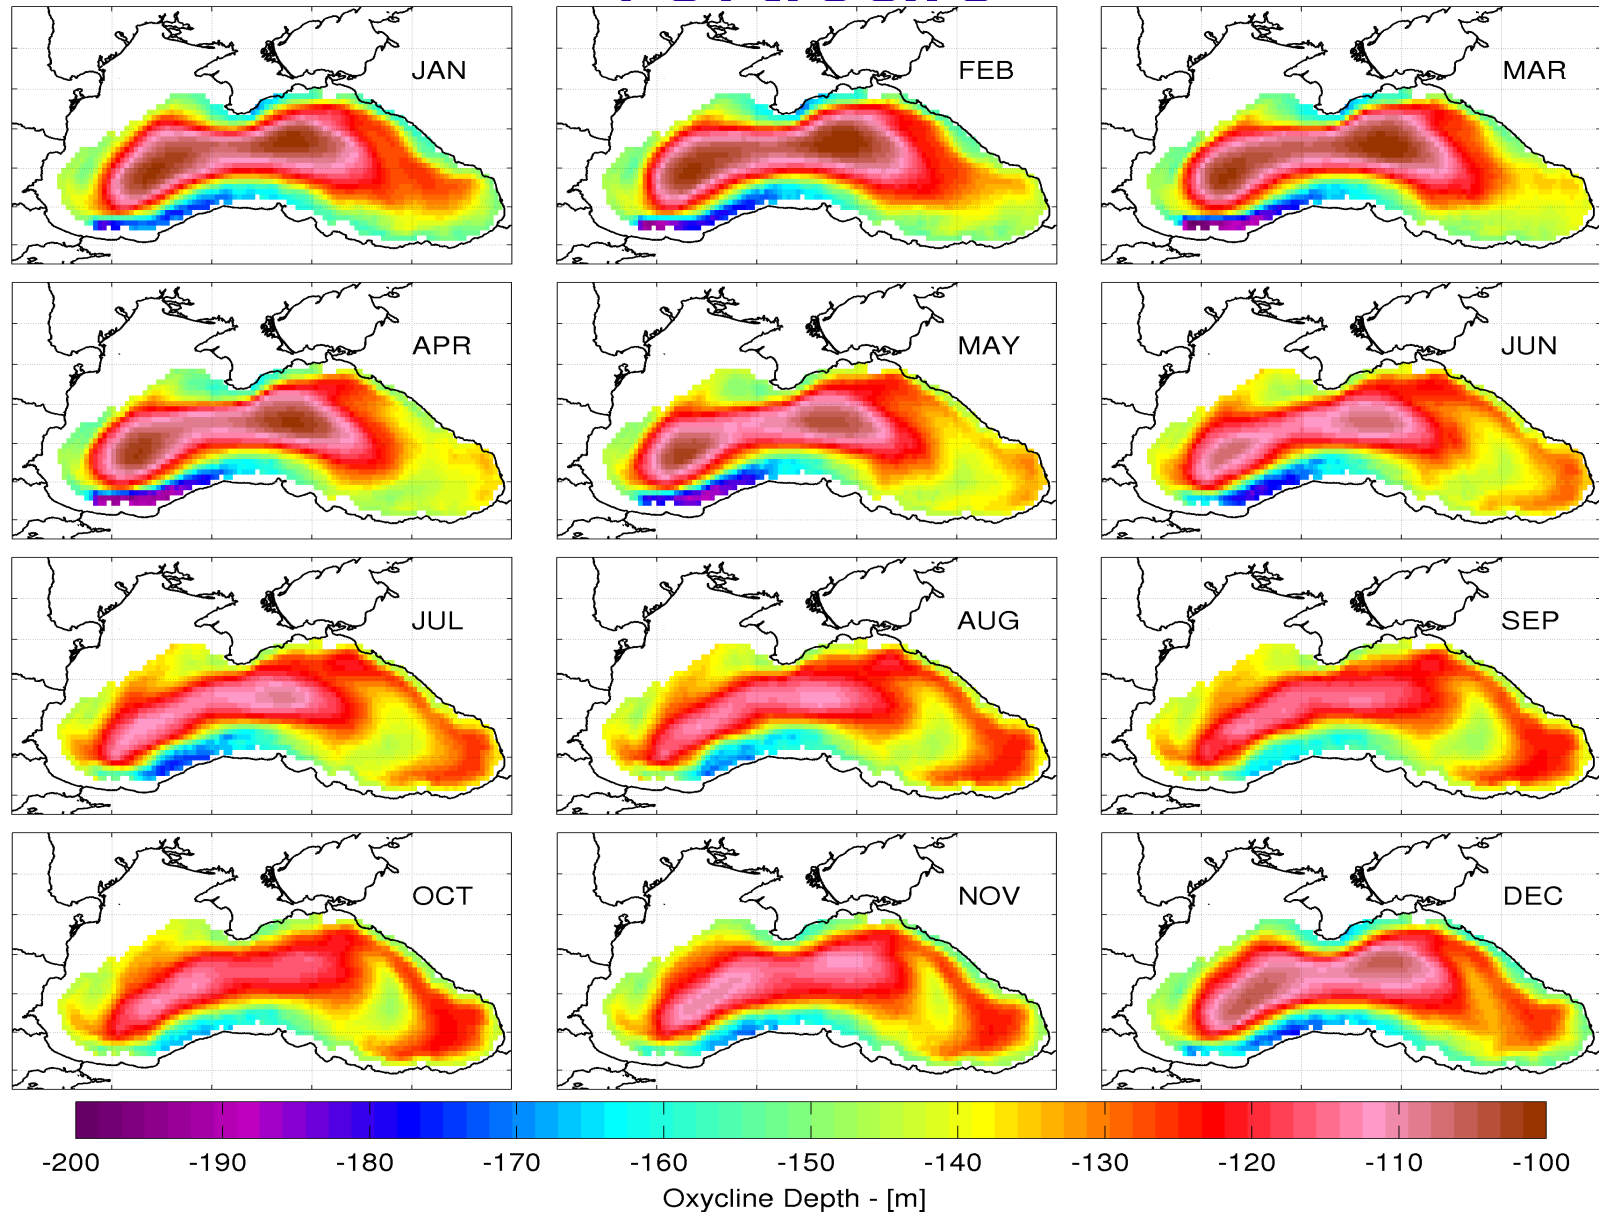 JAN FEB MAR
APR MAY JUN
JUL AUG SEP
OCT NOV DEC
-200 -190 -180 -170 -160 -150 -140 -130 -120 -110 -100
Oxycline Depth - [m]